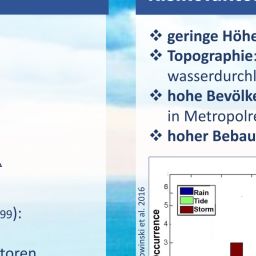 ❖ geringe Höhe
❖ Topographie:
wasserdurchl
❖ hohe Bevölke
in Metropolre
❖ hoher Bebau
99):
toren
owinski et al. 2016
ccurrence
6
5
4
3
Rain
Tide
Storm